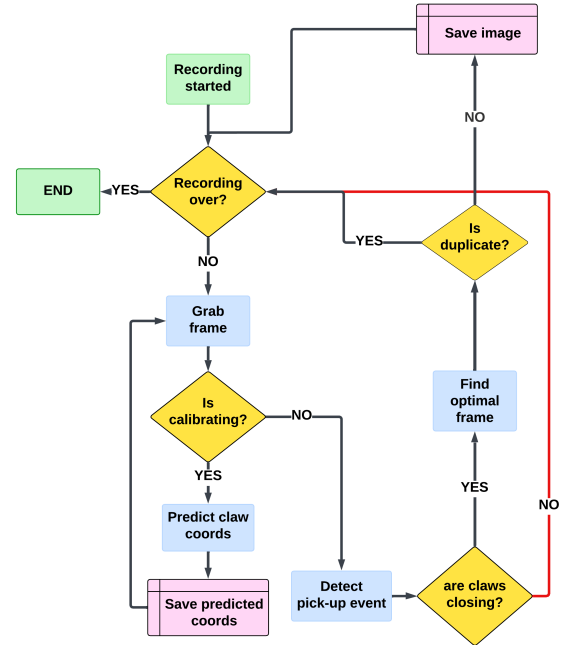 Save image
Recording
started
NO
END
YES
Recording
over?
Is
duplicate?
YES
NO
Grab
frame
Find
optimal
frame
Is
calibrating?
NO
YES
YES
NO
Predict claw
coords
Detect
pick-up event
are claws
closing?
Save predicted
coords